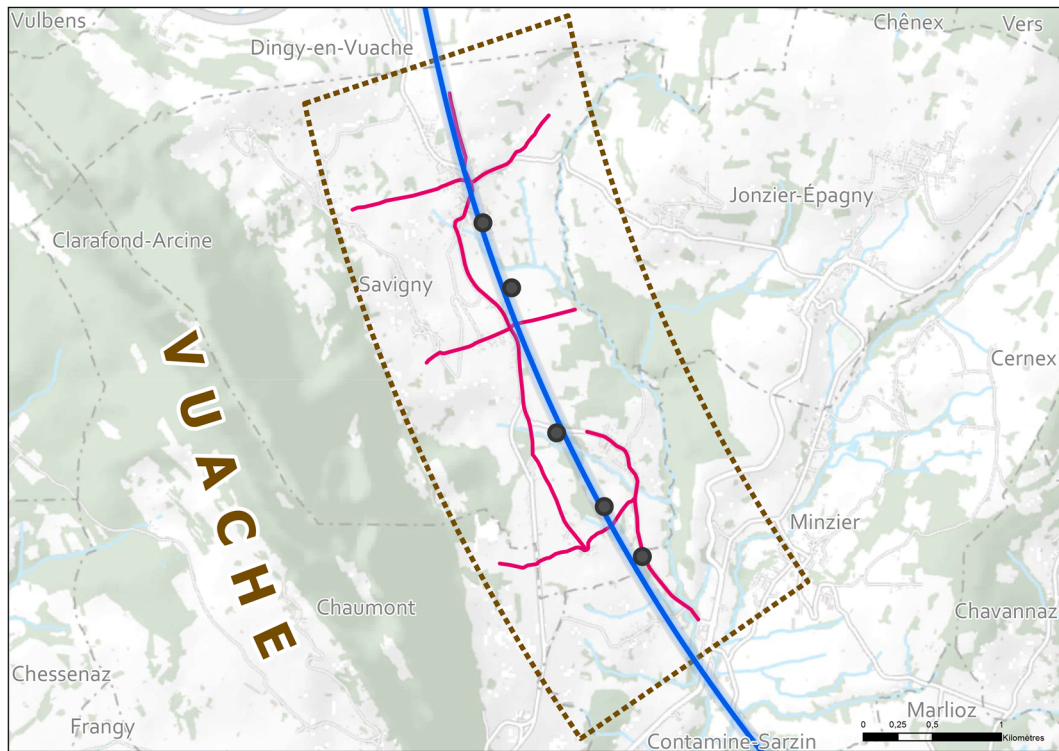 Vulbens
Chênex
Vers
Dingy-en-Vuache
Jonzier-Épagny
Clarafond-Arcine
Savigny
VUACHE
Cernex
Minzier
Chaumont
Chavannaz
Chessenaz
Marlioz
Frangy
0 0,25 0,5 1
Kilomètres
Contamine-Sarzin